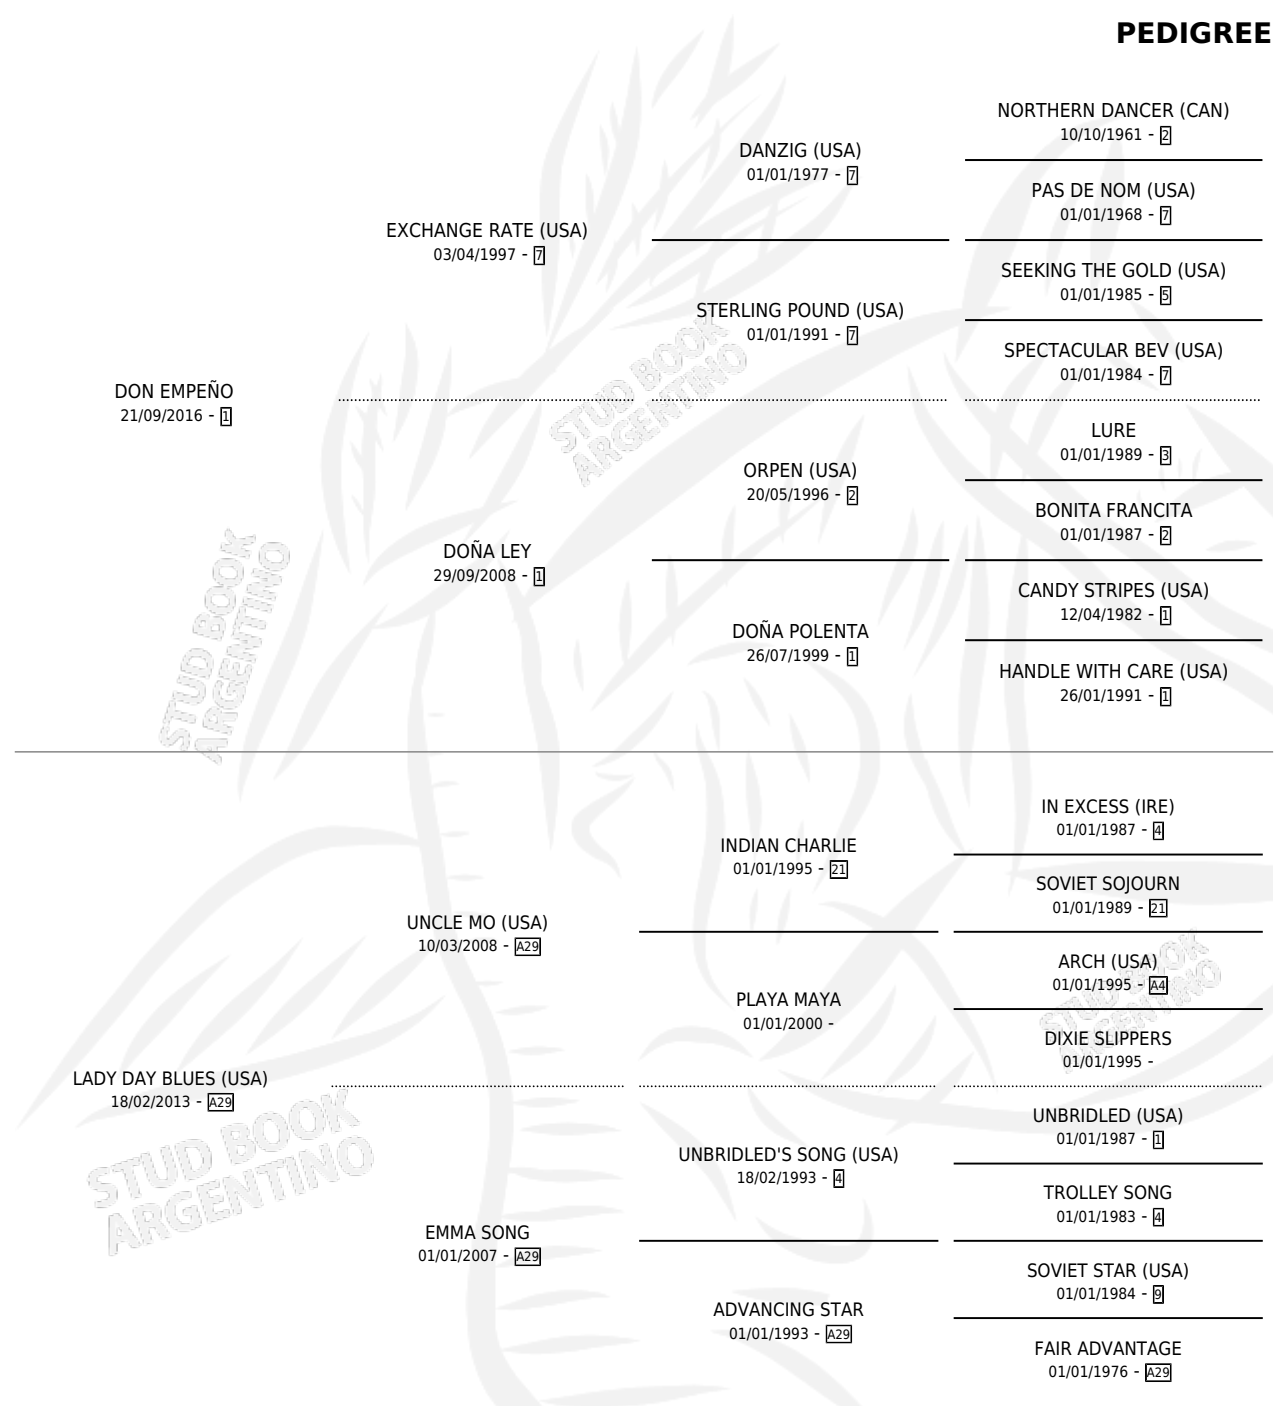 PEDIGREE
NORTHERN DANCER (CAN)
10/10/1961 - 2
DANZIG (USA)
01/01/1977 - 7
PAS DE NOM (USA)
01/01/1968 - 7
EXCHANGE RATE (USA)
03/04/1997 - 7
SEEKING THE GOLD (USA)
01/01/1985 - 5
STERLING POUND (USA)
01/01/1991 - 7
SPECTACULAR BEV (USA)
01/01/1984 - 7
DON EMPEÑO
21/09/2016 - 1
LURE
01/01/1989 - 3
ORPEN (USA)
20/05/1996 - 2
BONITA FRANCITA
01/01/1987 - 2
DOÑA LEY
29/09/2008 - 1
CANDY STRIPES (USA)
12/04/1982 - 1
DOÑA POLENTA
26/07/1999 - 1
HANDLE WITH CARE (USA)
26/01/1991 - 1
IN EXCESS (IRE)
01/01/1987 - 4
INDIAN CHARLIE
01/01/1995 - 21
SOVIET SOJOURN
01/01/1989 - 21
UNCLE MO (USA)
10/03/2008 - A29
ARCH (USA)
01/01/1995 - A4
PLAYA MAYA
01/01/2000 -
DIXIE SLIPPERS
01/01/1995 -
LADY DAY BLUES (USA)
18/02/2013 - A29
UNBRIDLED (USA)
01/01/1987 - 1
UNBRIDLED'S SONG (USA)
18/02/1993 - 4
TROLLEY SONG
01/01/1983 - 4
EMMA SONG
01/01/2007 - A29
SOVIET STAR (USA)
01/01/1984 - 9
ADVANCING STAR
01/01/1993 - A29
FAIR ADVANTAGE
01/01/1976 - A29
STUD BOOK
ARGENTINO
STUD BOOK
ARGENTINO
STUD BOOK
ARGENTINO
STUD BOOK
ARGENTINO